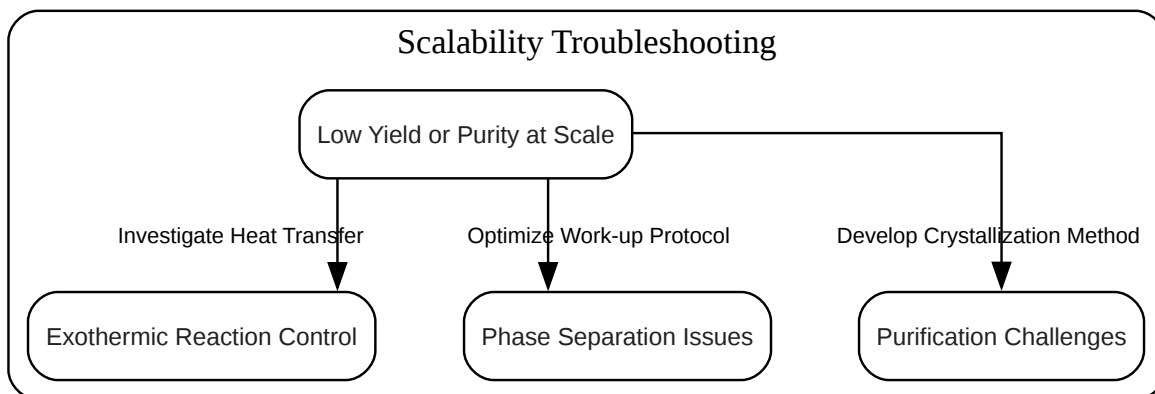 Scalability Troubleshooting
Low Yield or Purity at Scale
Investigate Heat Transfer
Optimize Work-up Protocol
Develop Crystallization Method
Exothermic Reaction Control
Phase Separation Issues
Purification Challenges